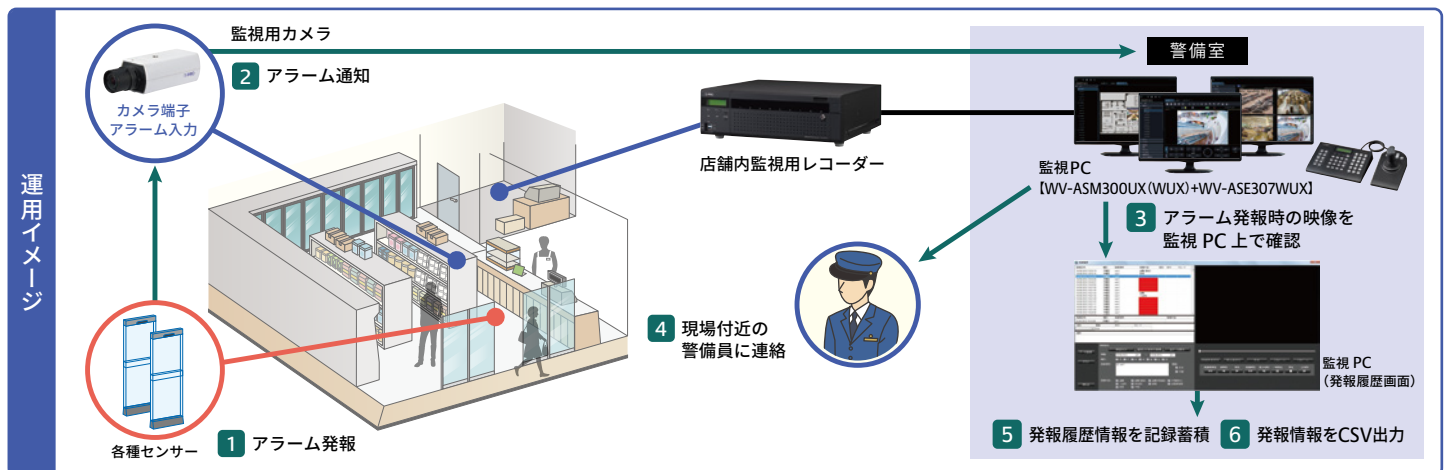 運用イメージ
監視用カメラ
2 アラーム通知
カメラ端子
アラーム入力
各種センサー
1 アラーム発報
店舗内監視用レコーダー
警備室
監視PC
【WV-ASM300UX(WUX)+WV-ASE307WUX】
3 アラーム発報時の映像を
監視 PC 上で確認
4 現場付近の
警備員に連絡
監視 PC
（発報履歴画面）
5 発報履歴情報を記録蓄積
6 発報情報をCSV出力